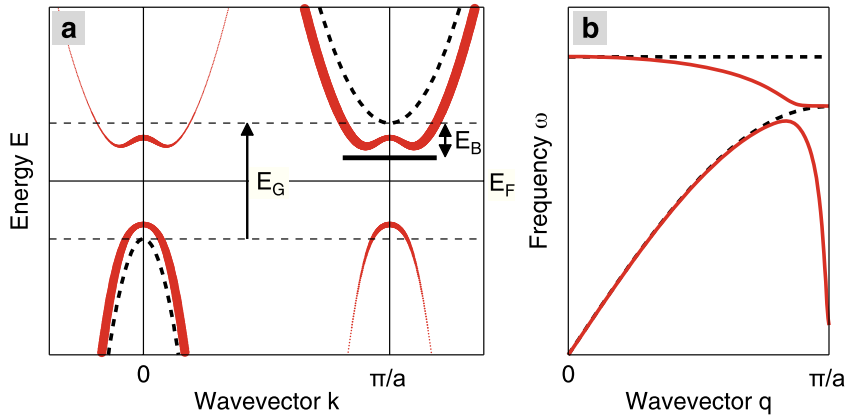 a
Energy E
E_G
E_B
E_F
0
π/a
Wavevector k
b
Frequency ω
0
π/a
Wavevector q